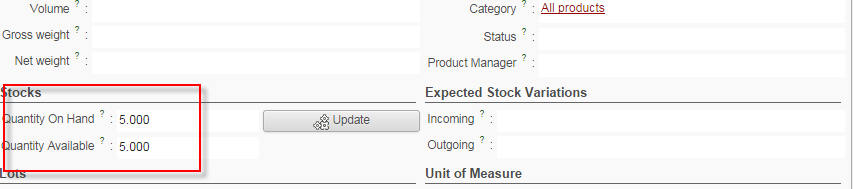 Volume ? :
Category ? : All products
Gross weight ? :
Status ? :
Net weight ? :
Product Manager ? :
Stocks
Expected Stock Variations
Quantity On Hand ? : 5.000 Update
Incoming ? :
Quantity Available ? : 5.000
Outgoing ? :
Lots
Unit of Measure